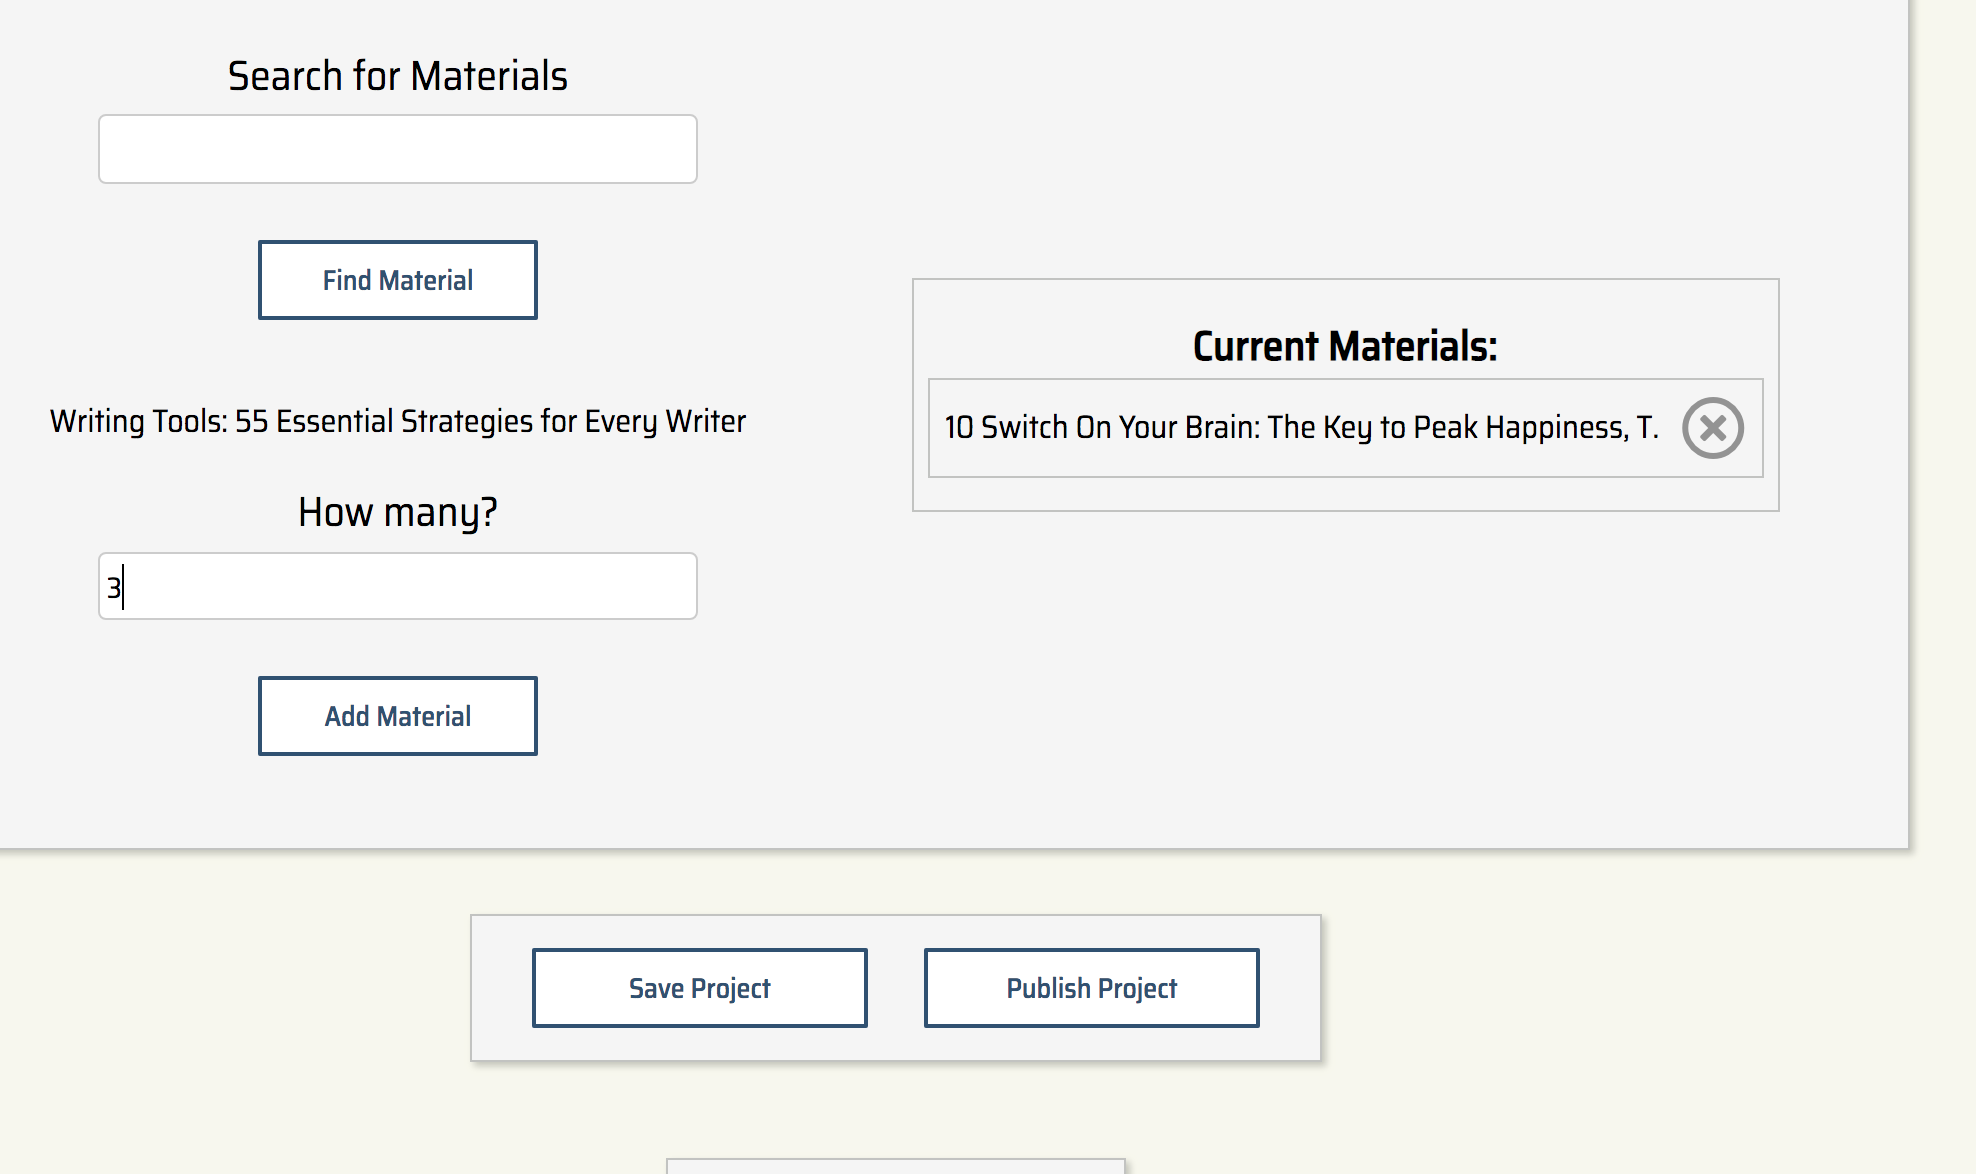 Search for Materials
Find Material
Writing Tools: 55 Essential Strategies for Every Writer
How many?
3
Add Material
Current Materials:
10 Switch On Your Brain: The Key to Peak Happiness, T.
Save Project
Publish Project